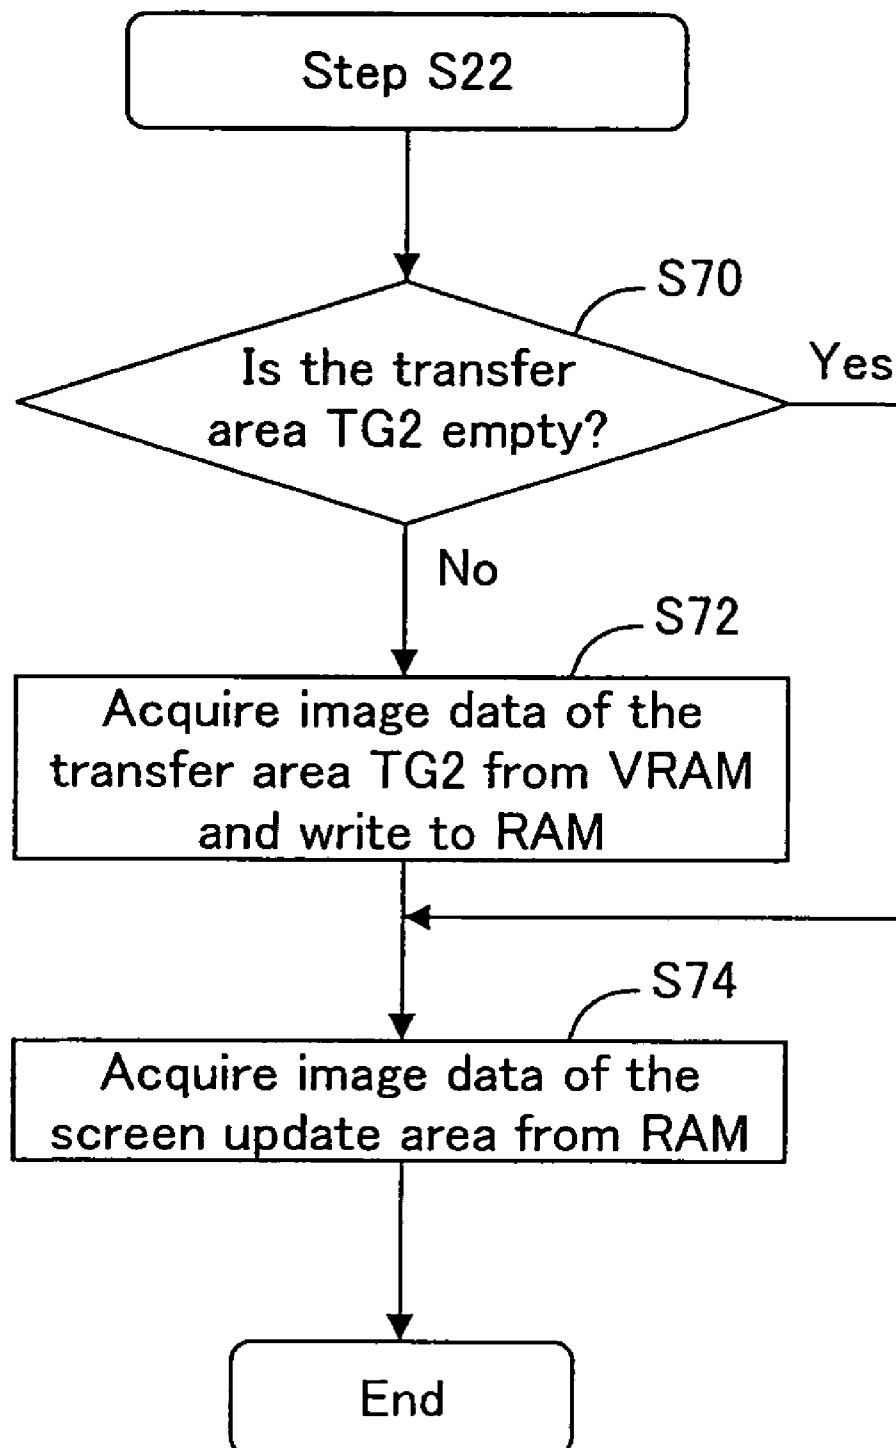 Step S22
S70
Is the transfer
area TG2 empty?
Yes
No
S72
Acquire image data of the
transfer area TG2 from VRAM
and write to RAM
S74
Acquire image data of the
screen update area from RAM
End